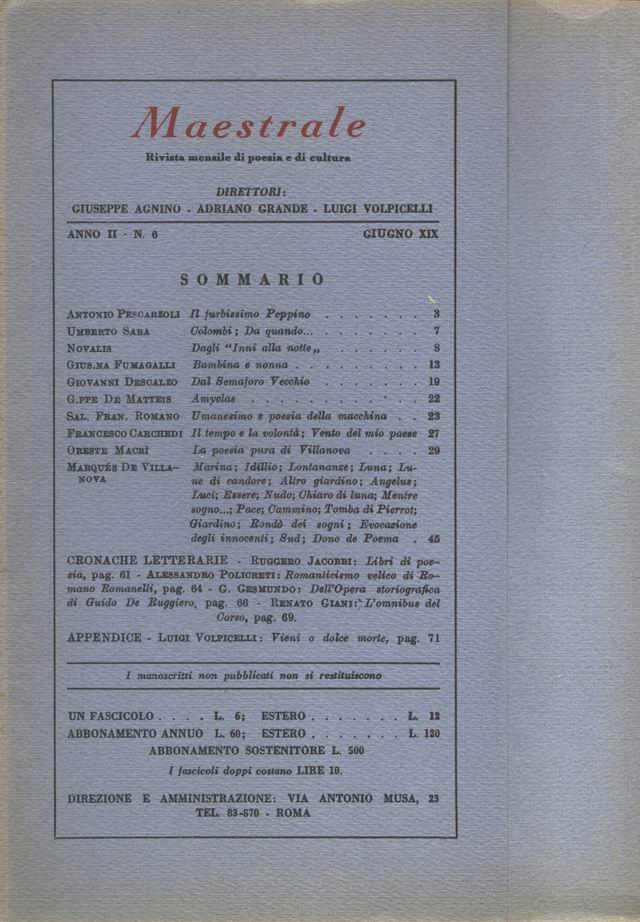 Maestrale
Rivista mensile di poesia e di cultura
DIRETTORI:
GIUSEPPE AGNINO - ADRIANO GRANDE - LUIGI VOLPICELLI
ANNO II - N. 6 GIUGNO XIX
SOMMARIO
ANTONIO PESCARZOLI Il furbissimo Peppino . . . . . . . 3
UMBERTO SABA Colombi; Da quando... . . . . . . . 7
NOVALIS Dagli "Inni alla notte„ . . . . . . 8
GIUS.NA FUMAGALLI Bambina e nonna . . . . . . . . . 13
GIOVANNI DESCALZO Dal Semaforo Vecchio . . . . . . . 19
G.PPE DE MATTEIS Amyclas . . . . . . . . . . . 22
SAL. FRAN. ROMANO Umanesimo e poesia della macchina . . 23
FRANCESCO CARCHEDI Il tempo e la volontà; Vento del mio paese 27
ORESTE MACRÌ La poesia pura di Villanova . . . . 29
MARQUÉS DE VILLA- Marina; Idillio; Lontananze; Luna; Lu-
NOVA ne di candore; Altro giardino; Angelus;
Luci; Essere; Nudo; Chiaro di luna; Mentre
sogno...; Pace; Cammino; Tomba di Pierrot;
Giardino; Rondò dei sogni; Evocazione
degli innocenti; Sud; Dono de Poema . 45
CRONACHE LETTERARIE - RUGGERO JACOBBI: Libri di poe-
sia, pag. 61 - ALESSANDRO POLICRETI: Romanticismo velico di Ro-
mano Romanelli, pag. 64 - G. GESMUNDO: Dell'Opera storiografica
di Guido De Ruggiero, pag. 66 - RENATO GIANI: L'omnibus del
Corso, pag. 69.
APPENDICE - LUIGI VOLPICELLI: Vieni o dolce morte, pag. 71
I manoscritti non pubblicati non si restituiscono
UN FASCICOLO . . . . L. 6; ESTERO . . . . . . . L. 12
ABBONAMENTO ANNUO L. 60; ESTERO . . . . . . . L. 120
ABBONAMENTO SOSTENITORE L. 500
I fascicoli doppi costano LIRE 10.
DIREZIONE E AMMINISTRAZIONE: VIA ANTONIO MUSA, 23
TEL. 83-870 - ROMA